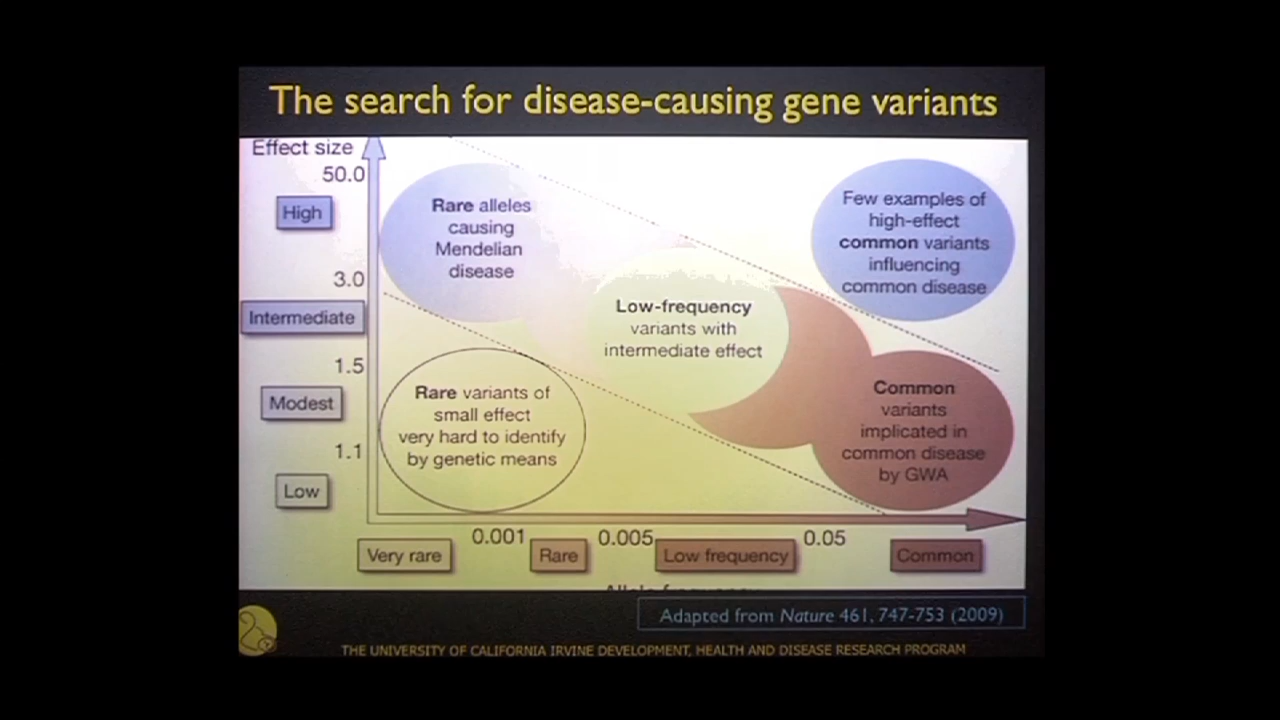 The search for disease-causing gene variants
Effect size
50.0
High
3.0
Intermediate
1.5
Modest
1.1
Low
Rare alleles
causing
Mendelian
disease
Few examples of
high-effect
common variants
influencing
common disease
Low-frequency
variants with
intermediate effect
Rare variants of
small effect
very hard to identify
by genetic means
Common
variants
implicated in
common disease
by GWA
0.001
0.005
0.05
Very rare
Rare
Low frequency
Common
Adapted from Nature 461, 747-753 (2009)
THE UNIVERSITY OF CALIFORNIA IRVINE DEVELOPMENT, HEALTH AND DISEASE RESEARCH PROGRAM